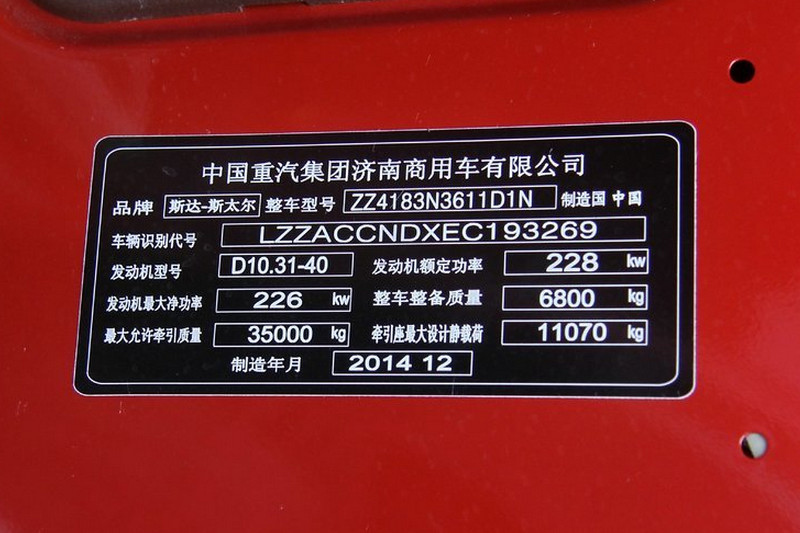 中国重汽集团济南商用车有限公司
品牌 斯达-斯太尔 整车型号 ZZ4183N3611D1N 制造国 中国
车辆识别代号 LZZACCNDXEC193269
发动机型号 D10.31-40 发动机额定功率 228 kw
发动机最大净功率 226 kw 整车整备质量 6800 kg
最大允许牵引质量 35000 kg 牵引座最大设计静载荷 11070 kg
制造年月 2014 12